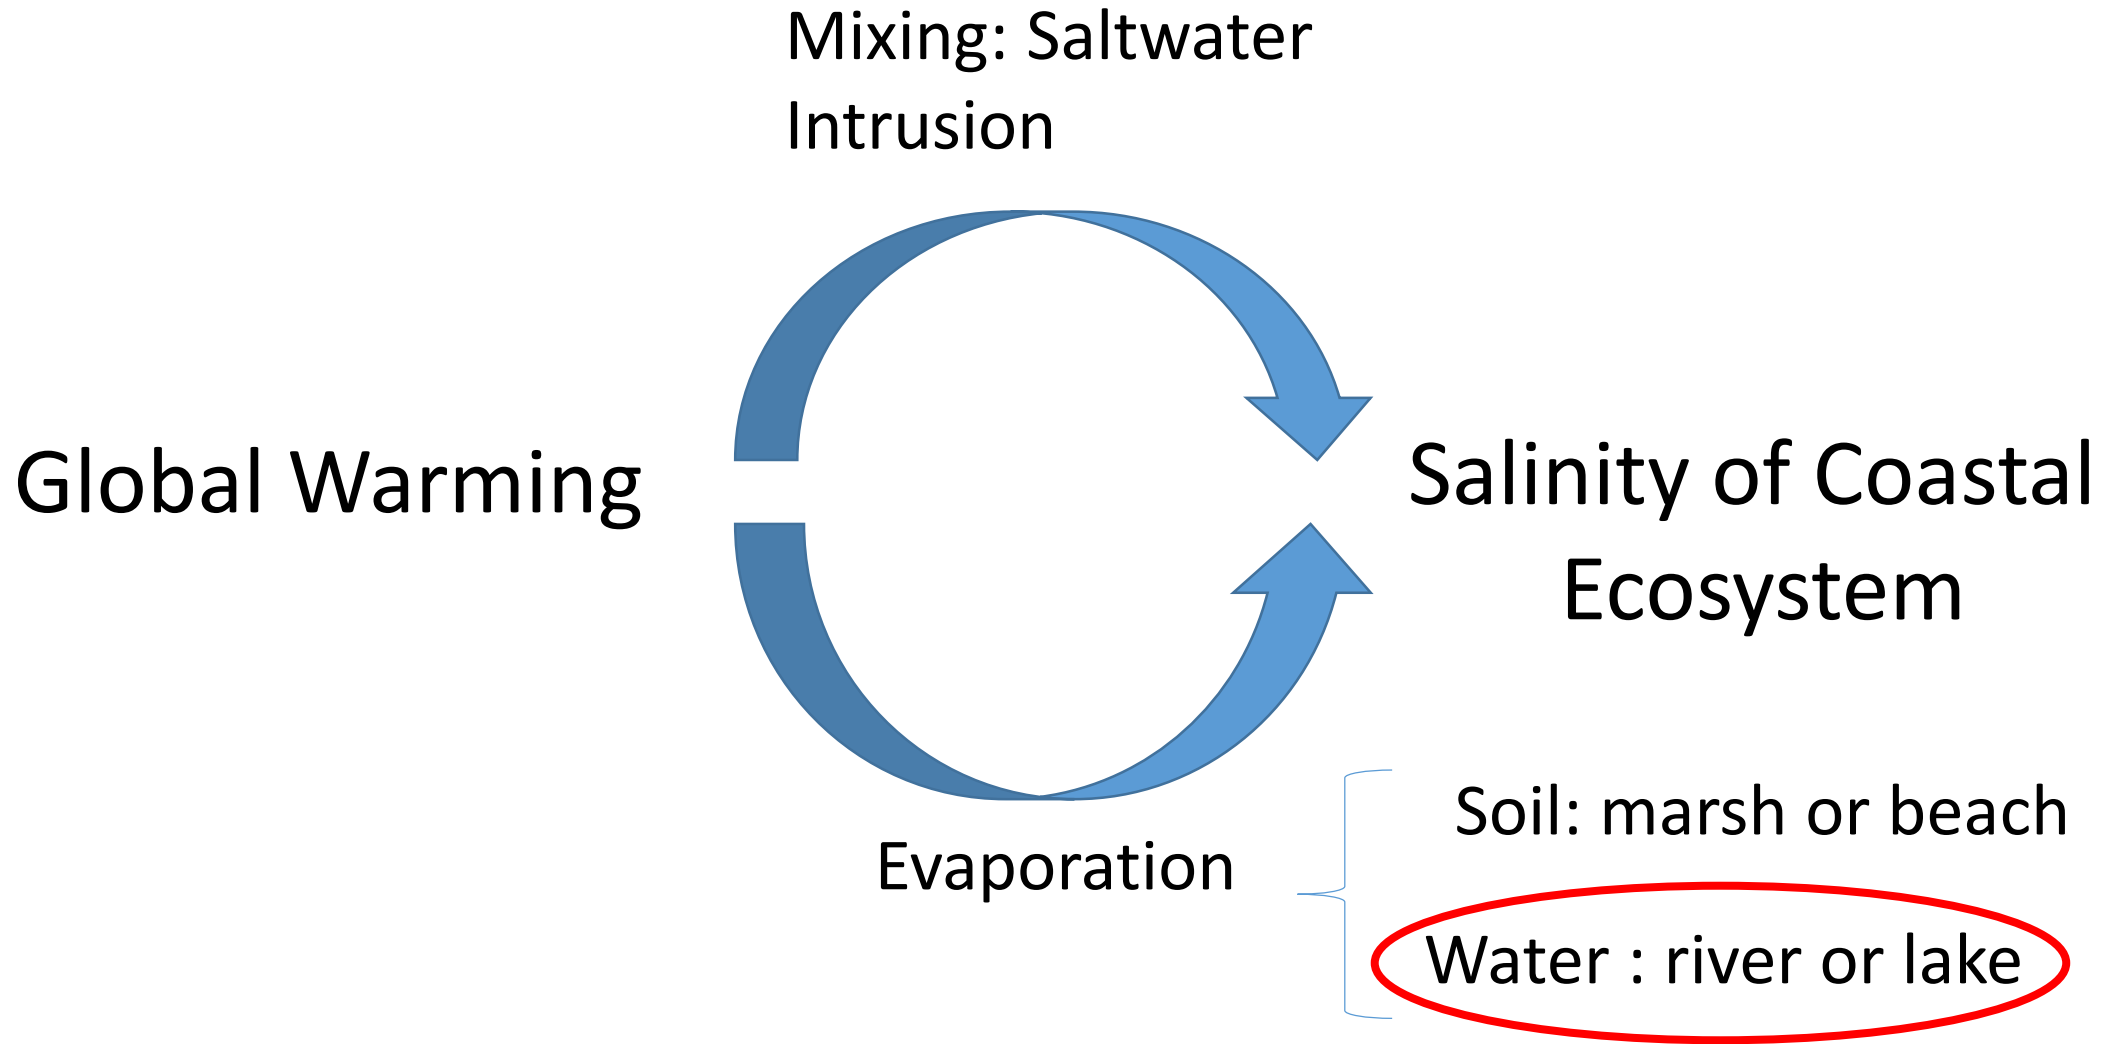 Mixing: Saltwater
Intrusion
Global Warming
Salinity of Coastal
Ecosystem
Evaporation
Soil: marsh or beach
Water : river or lake